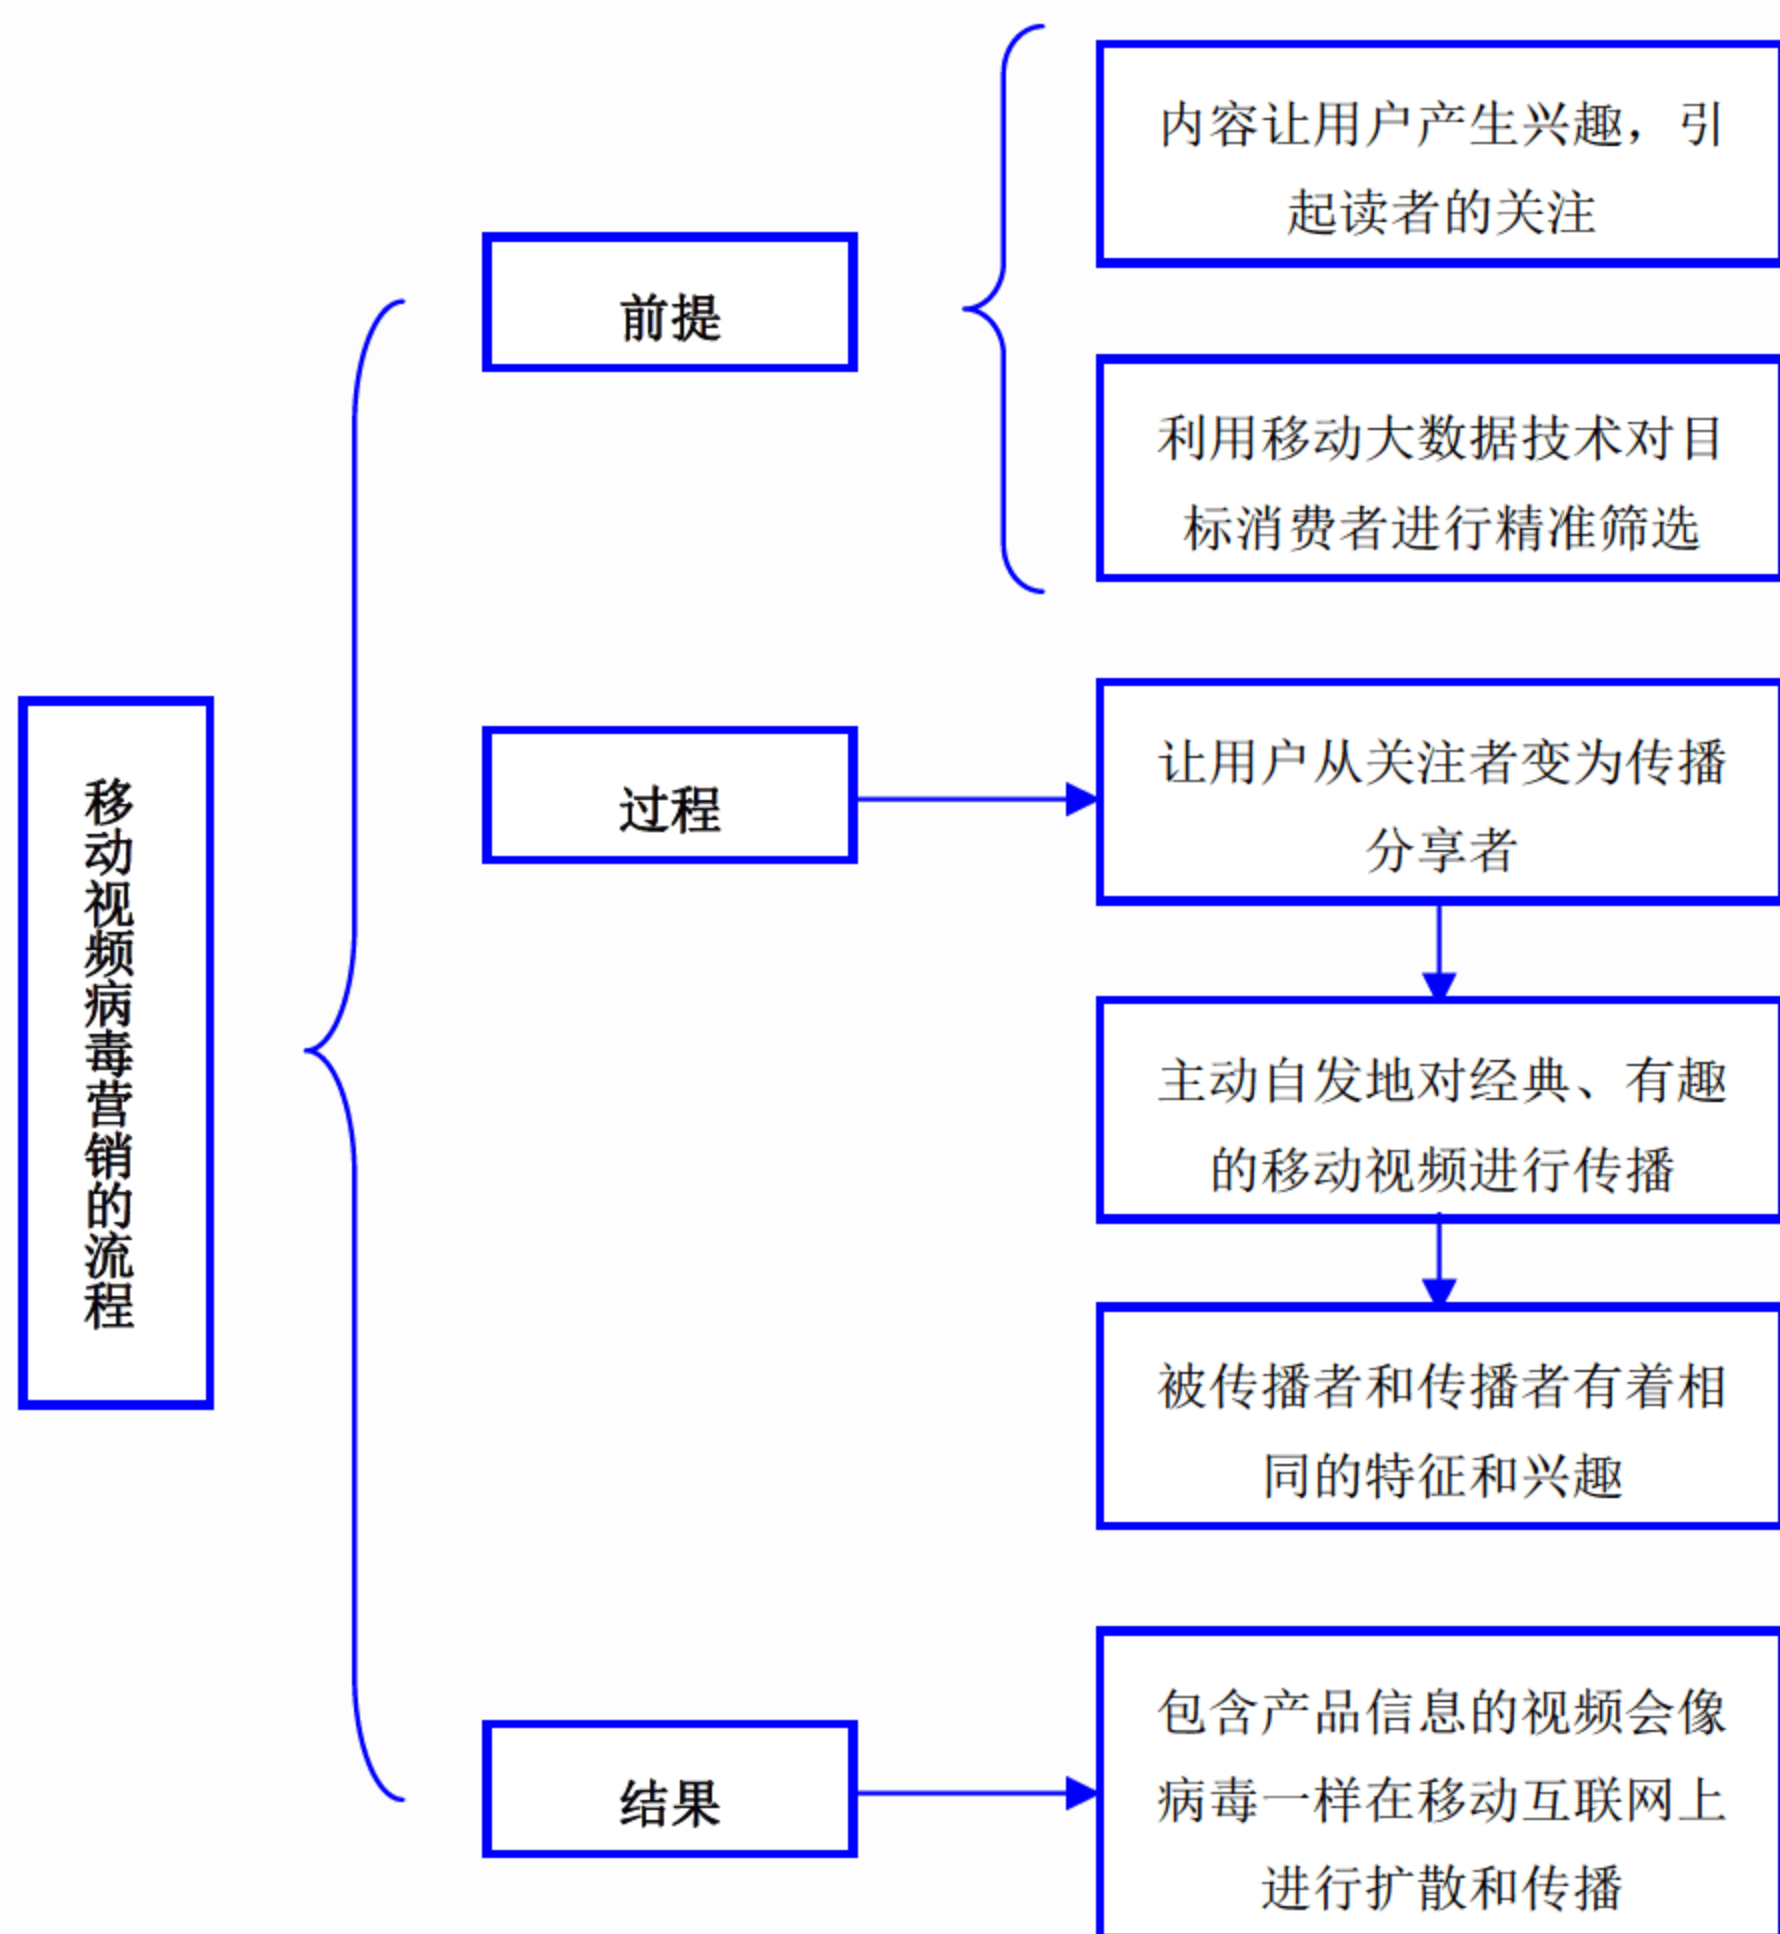 移动视频病毒营销的流程
前提
内容让用户产生兴趣，引
起读者的关注
利用移动大数据技术对目
标消费者进行精准筛选
过程
让用户从关注者变为传播
分享者
主动自发地对经典、有趣
的移动视频进行传播
被传播者和传播者有着相
同的特征和兴趣
结果
包含产品信息的视频会像
病毒一样在移动互联网上
进行扩散和传播